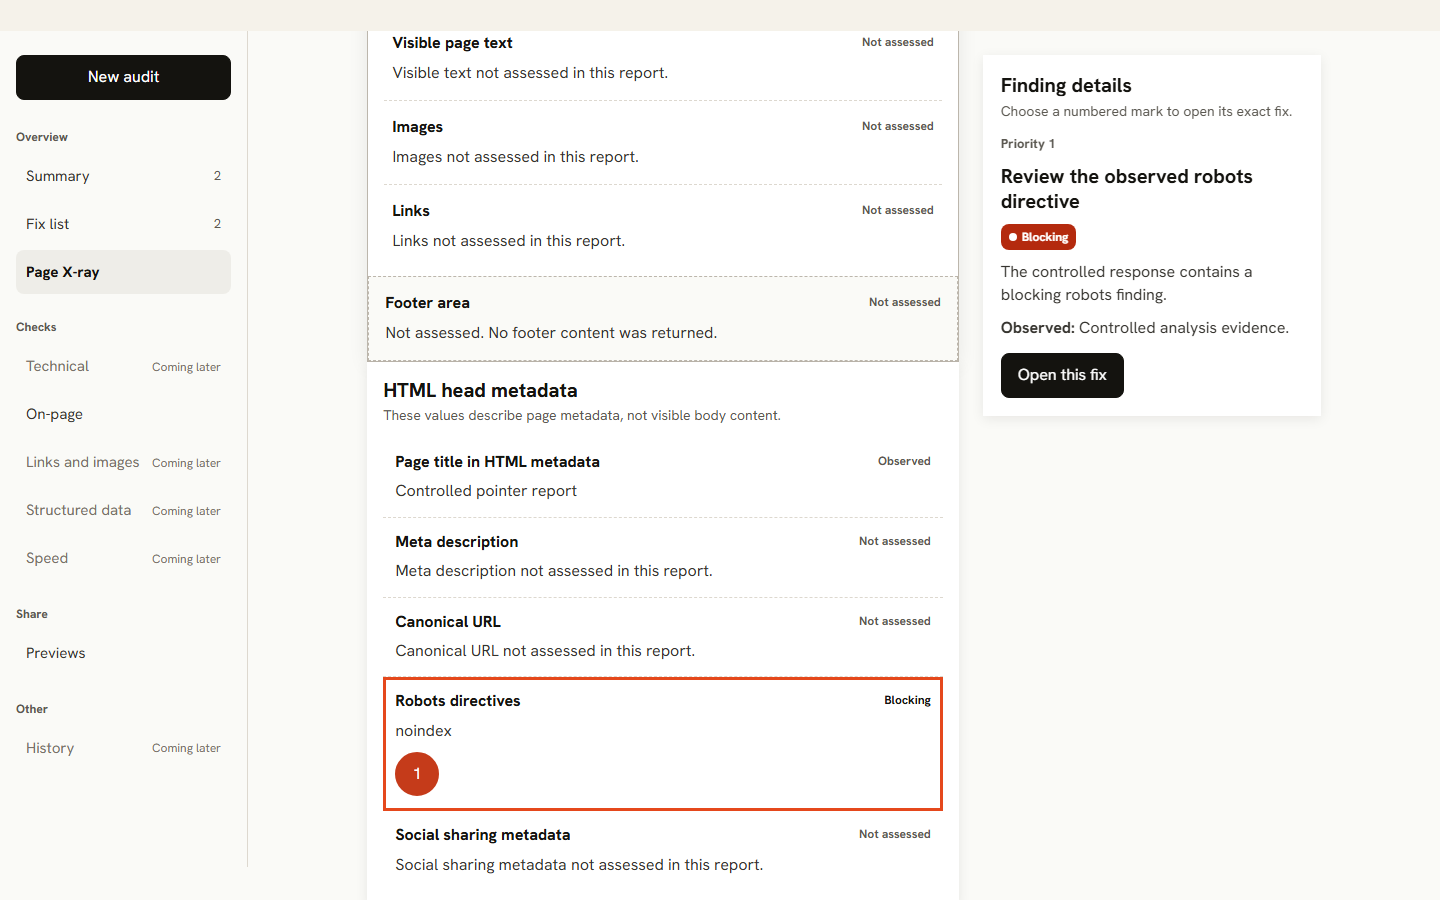 New audit
Overview
Summary 2
Fix list 2
Page X-ray
Checks
Technical Coming later
On-page
Links and images Coming later
Structured data Coming later
Speed Coming later
Share
Previews
Other
History Coming later
Visible page text Not assessed
Visible text not assessed in this report.
Images Not assessed
Images not assessed in this report.
Links Not assessed
Links not assessed in this report.
Footer area Not assessed
Not assessed. No footer content was returned.
HTML head metadata
These values describe page metadata, not visible body content.
Page title in HTML metadata Observed
Controlled pointer report
Meta description Not assessed
Meta description not assessed in this report.
Canonical URL Not assessed
Canonical URL not assessed in this report.
Robots directives Blocking
noindex
1
Social sharing metadata Not assessed
Social sharing metadata not assessed in this report.
Finding details
Choose a numbered mark to open its exact fix.
Priority 1
Review the observed robots
directive
Blocking
The controlled response contains a
blocking robots finding.
Observed: Controlled analysis evidence.
Open this fix